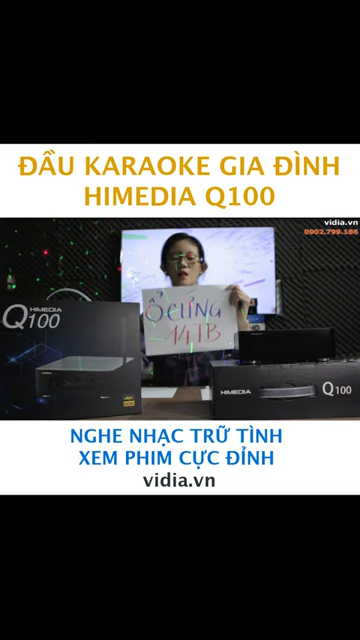 ĐẦU KARAOKE GIA ĐÌNH
HIMEDIA Q100
vidia.vn
0902.799.186
Ổ CỨNG
14TB
HIMEDIA
Q100
HIMEDIA
Q100
NGHE NHẠC TRỮ TÌNH
XEM PHIM CỰC ĐỈNH
vidia.vn